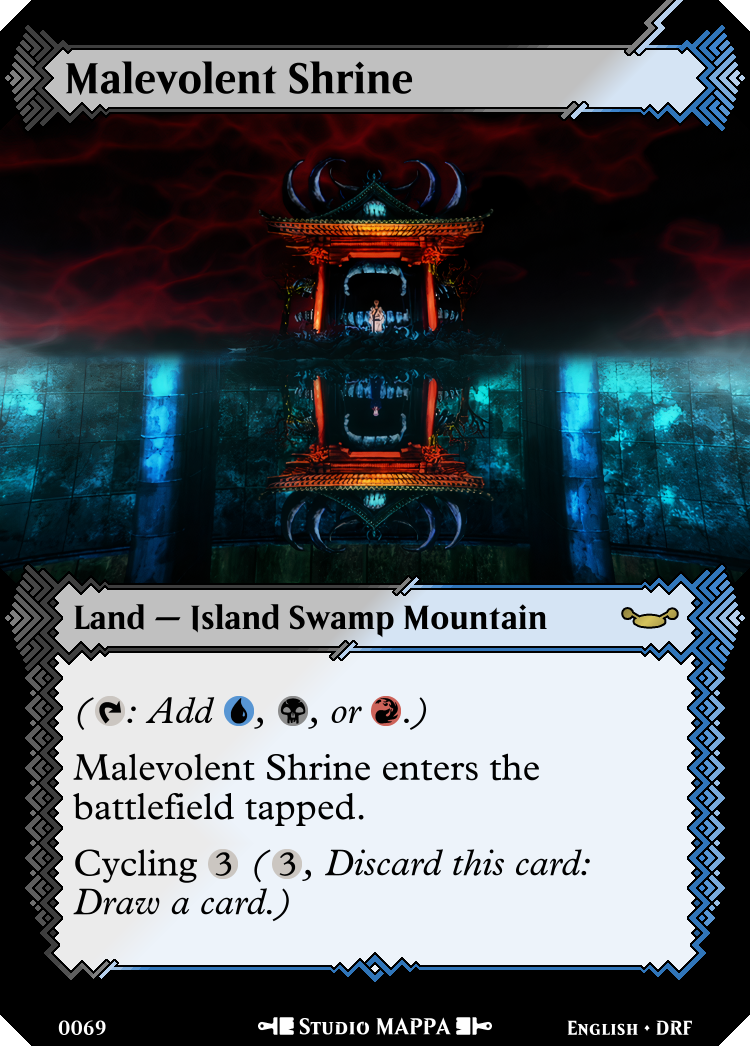 Malevolent Shrine
Land — Island Swamp Mountain
(: Add , , or .)
Malevolent Shrine enters the
battlefield tapped.
Cycling 3 (3, Discard this card:
Draw a card.)
0069
Studio MAPPA
English • DRF